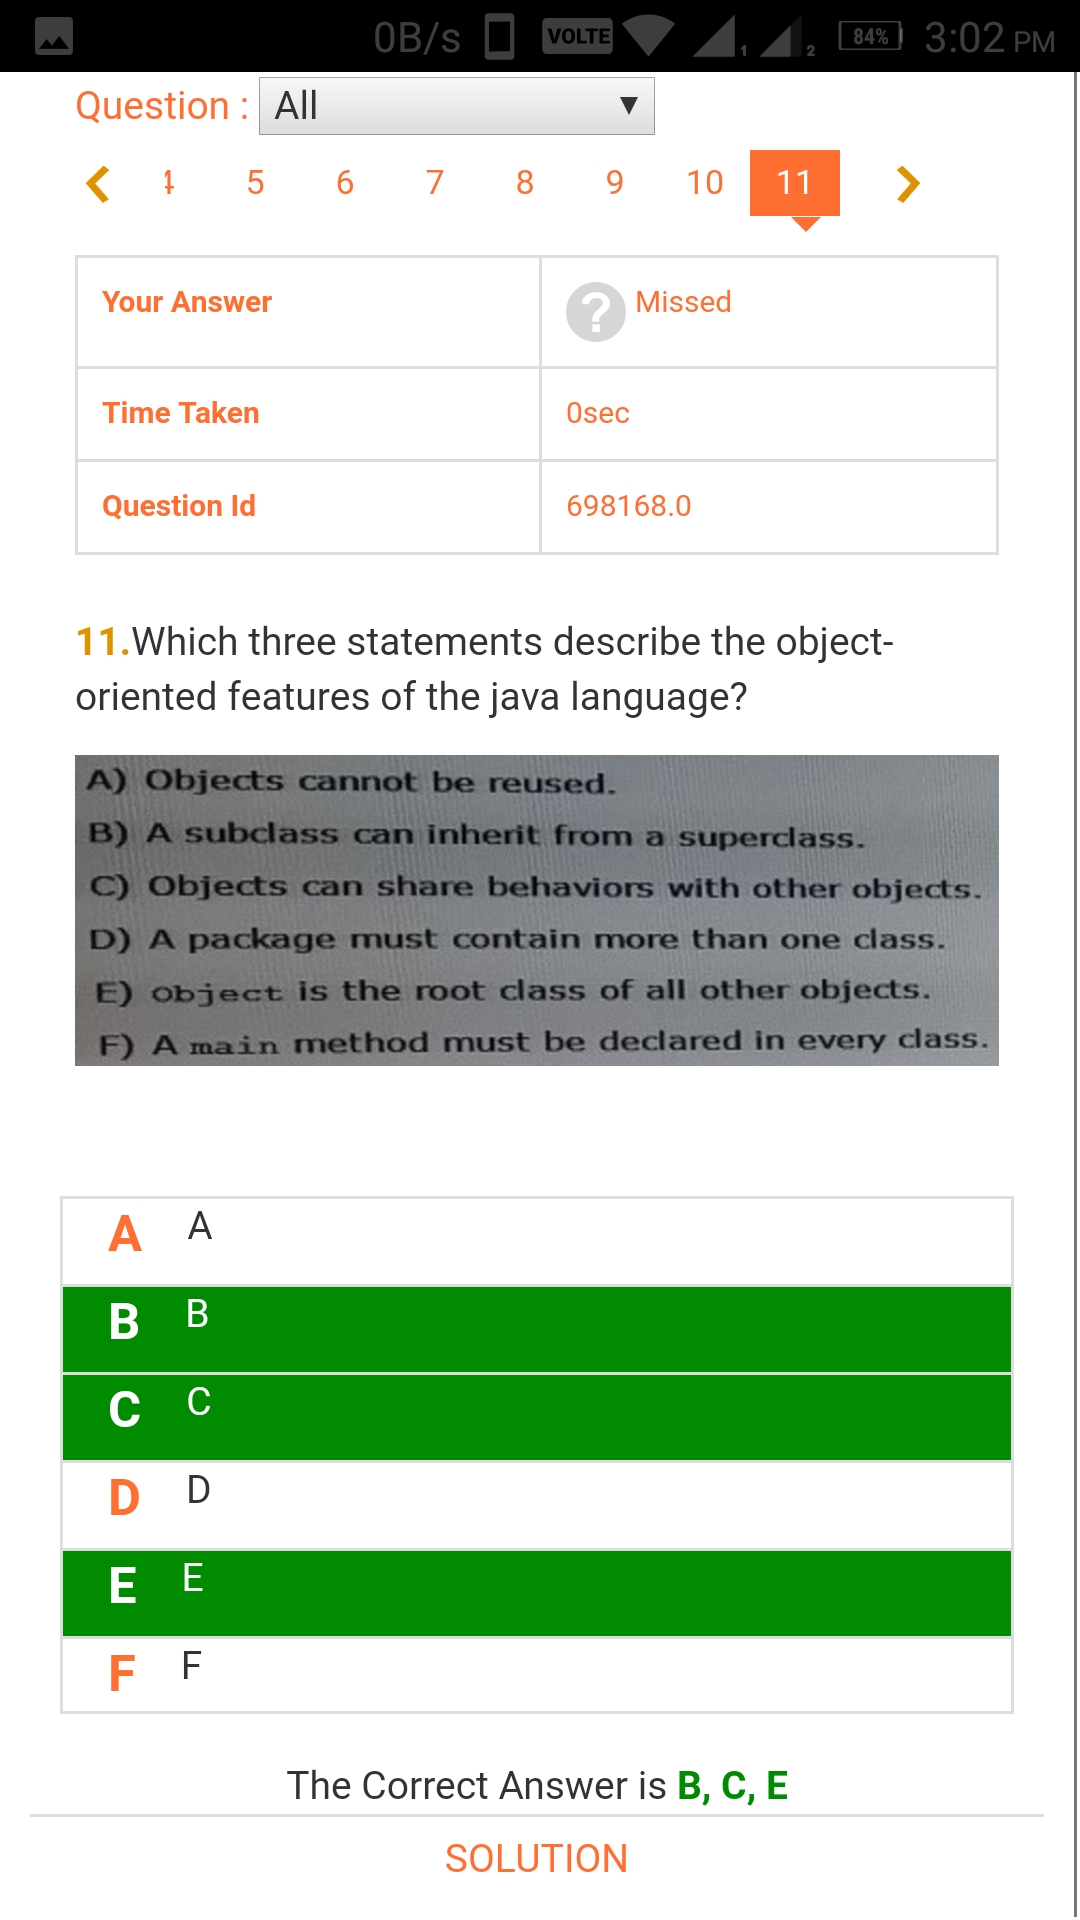 0B/s VOLTE 1 2 84% 3:02 PM
Question : All
4 5 6 7 8 9 10 11
Your Answer ? Missed
Time Taken 0sec
Question Id 698168.0
11.Which three statements describe the object-
oriented features of the java language?
A) Objects cannot be reused.
B) A subclass can inherit from a superclass.
C) Objects can share behaviors with other objects.
D) A package must contain more than one class.
E) Object is the root class of all other objects.
F) A main method must be declared in every class.
A A
B B
C C
D D
E E
F F
The Correct Answer is B, C, E
SOLUTION